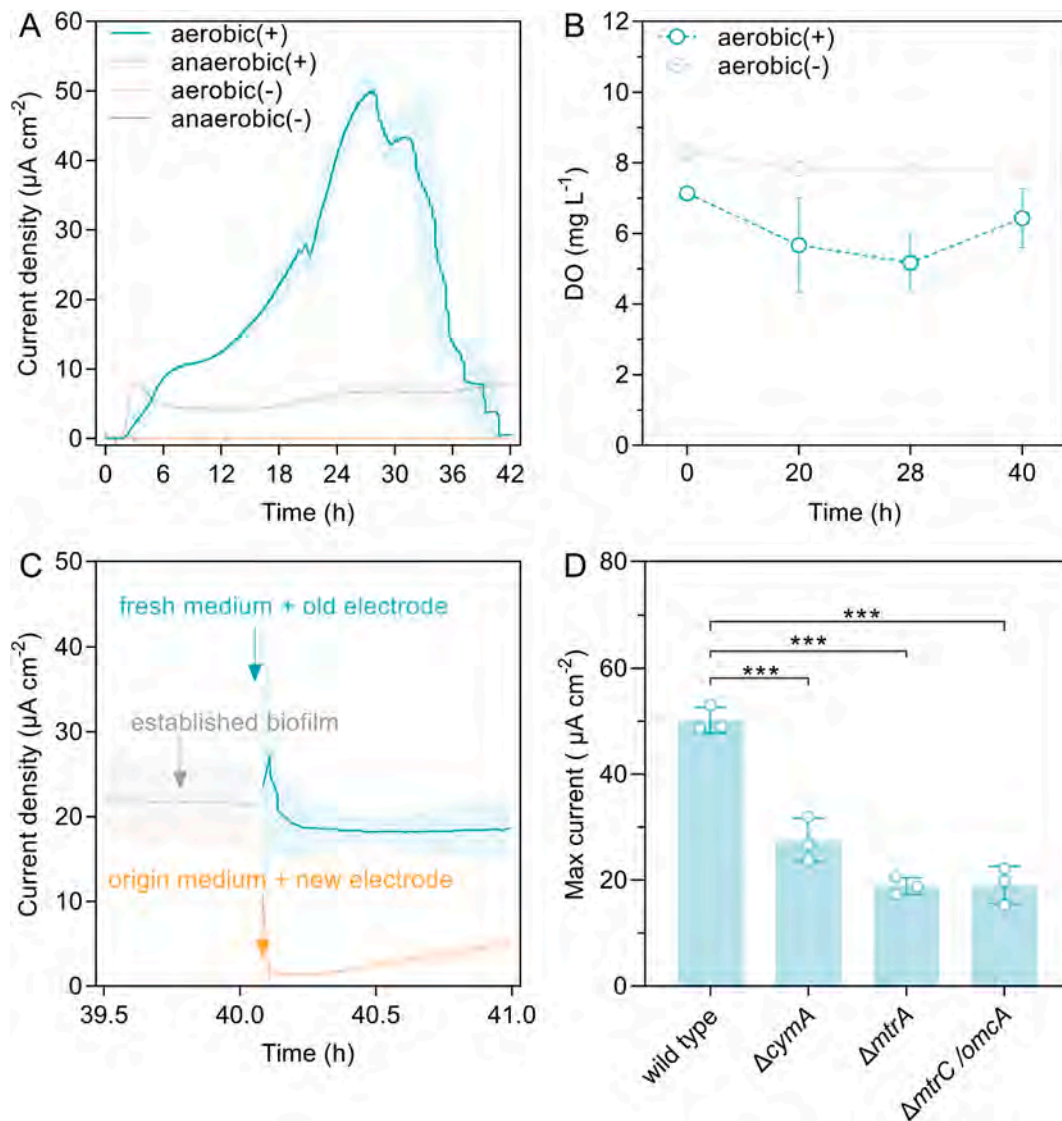 A
60
50
40
30
20
10
0
Current density (μA cm⁻²)
aerobic(+)
anaerobic(+)
aerobic(-)
anaerobic(-)
0 6 12 18 24 30 36 42
Time (h)
B
12
10
8
6
4
2
0
DO (mg L⁻¹)
aerobic(+)
aerobic(-)
0 20 28 40
Time (h)
C
50
40
30
20
10
0
Current density (μA cm⁻²)
fresh medium + old electrode
established biofilm
origin medium + new electrode
39.5 40.0 40.5 41.0
Time (h)
D
80
60
40
20
0
Max current ( μA cm⁻²)
***
***
***
wild type
ΔcymA
ΔmtrA
ΔmtrC /omcA